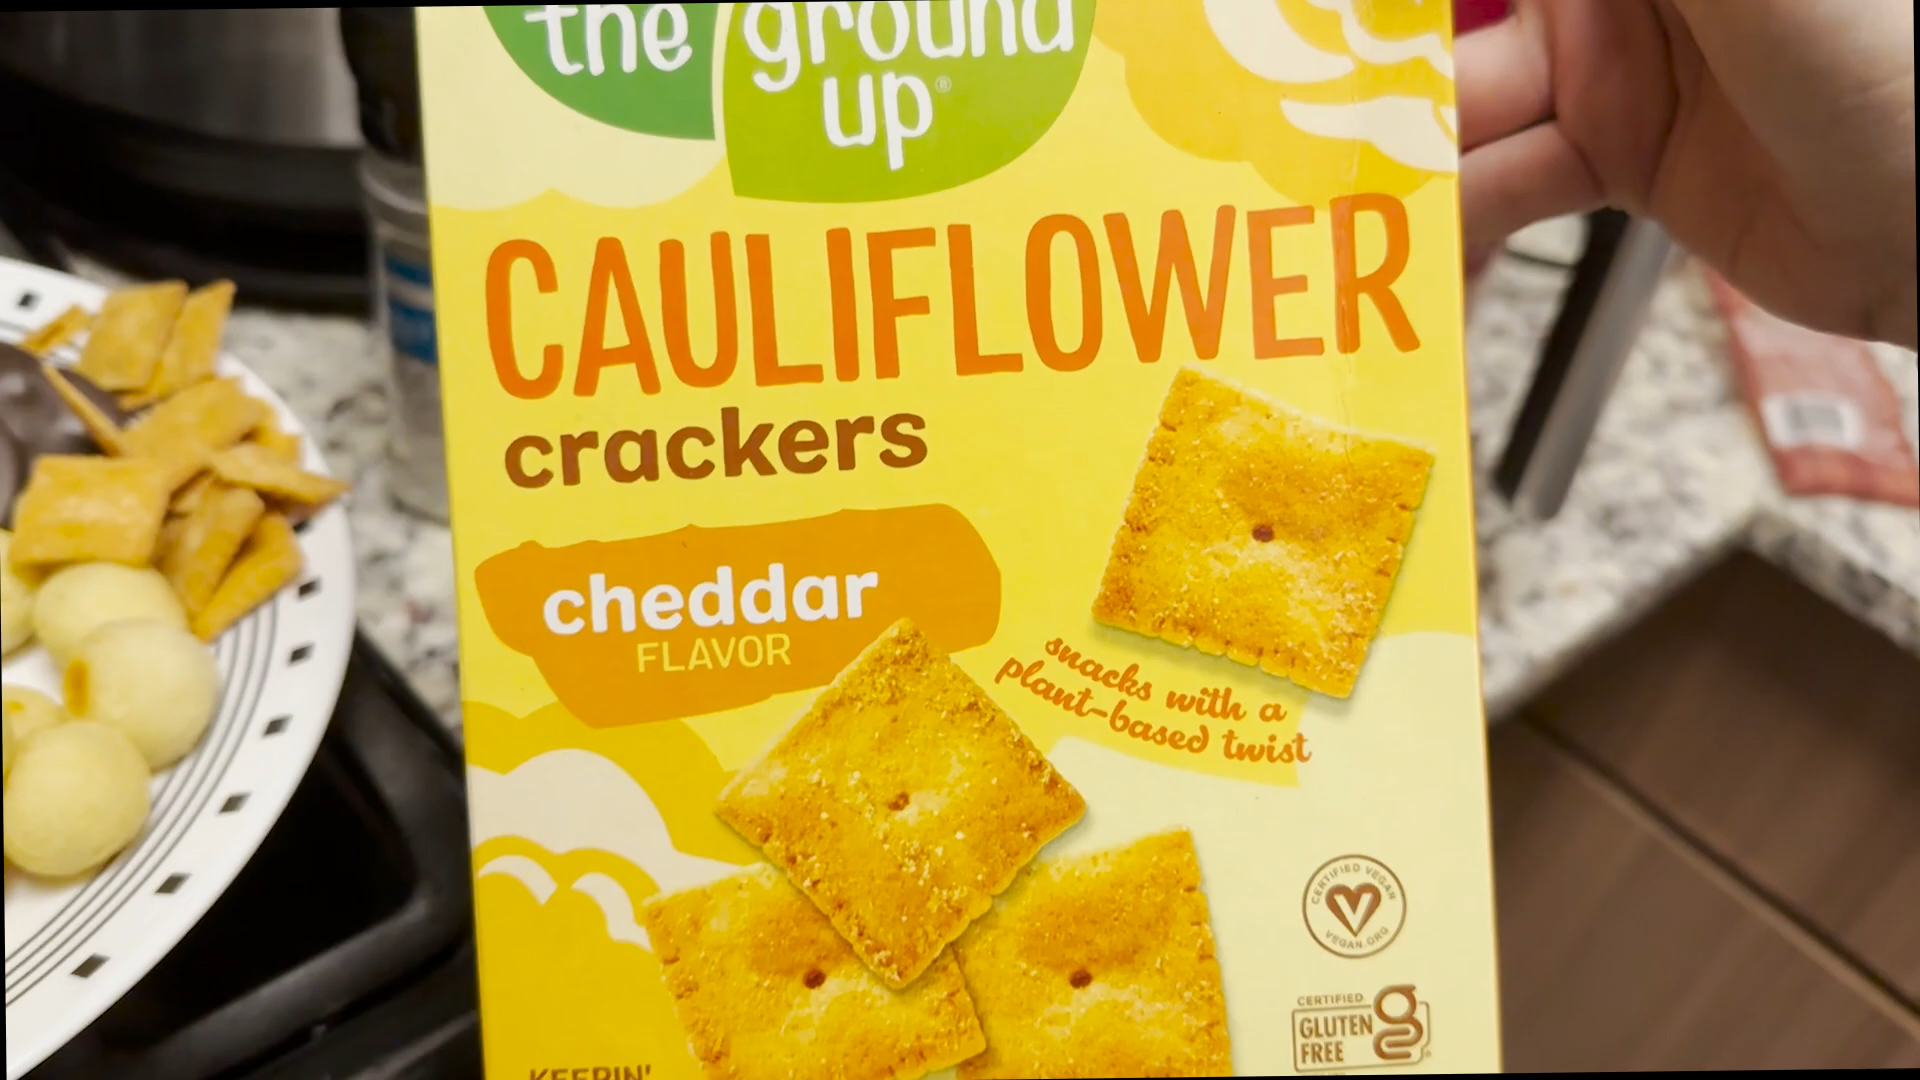 the ground
up®
CAULIFLOWER
crackers
cheddar
FLAVOR
snacks with a
plant-based twist
CERTIFIED VEGAN
VEGAN.ORG
CERTIFIED
GLUTEN
FREE
KEEPIN'